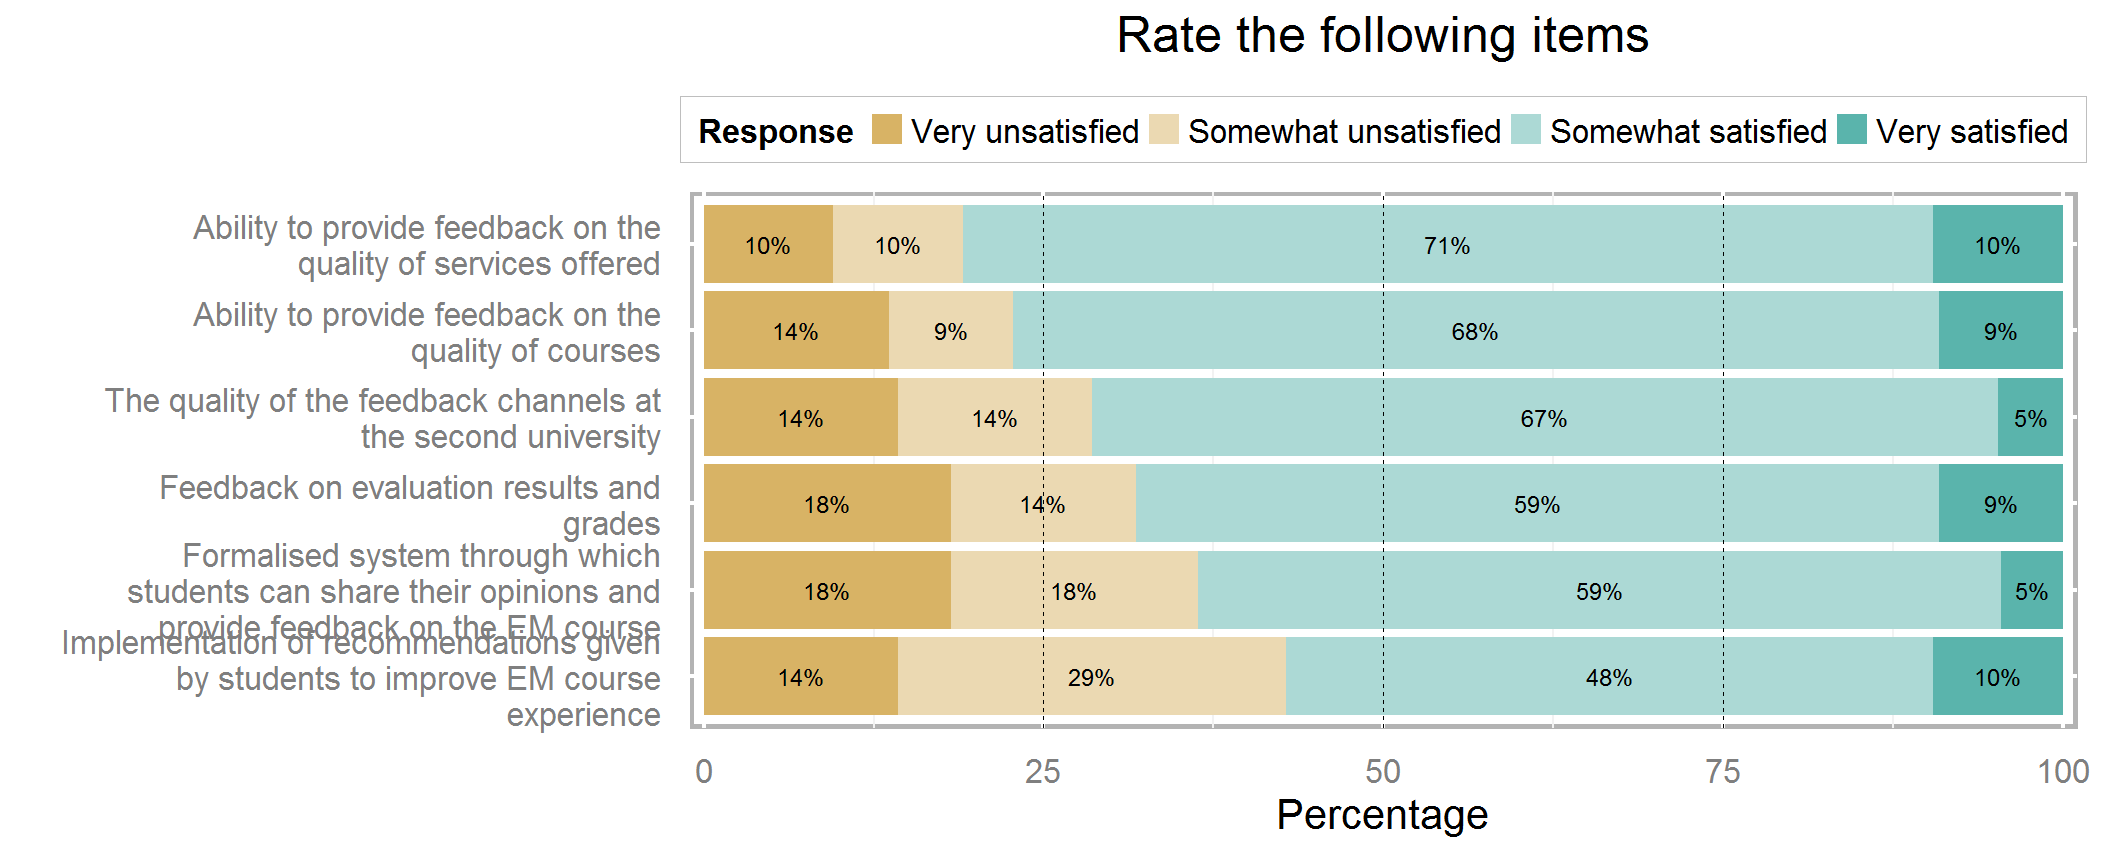 Rate the following items
Response Very unsatisfied Somewhat unsatisfied Somewhat satisfied Very satisfied
Ability to provide feedback on the
quality of services offered
10% 10% 71% 10%
Ability to provide feedback on the
quality of courses
14% 9% 68% 9%
The quality of the feedback channels at
the second university
14% 14% 67% 5%
Feedback on evaluation results and
grades
18% 14% 59% 9%
Formalised system through which
students can share their opinions and
provide feedback on the EM course
18% 18% 59% 5%
Implementation of recommendations given
by students to improve EM course
experience
14% 29% 48% 10%
0 25 50 75 100
Percentage